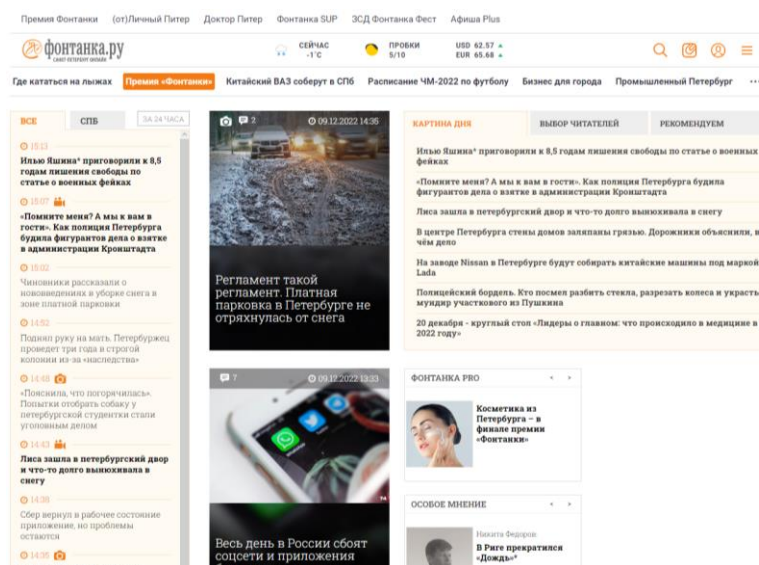 Премия Фонтанки (от)Личный Питер Доктор Питер Фонтанка SUP ЗСД Фонтанка Фест Афиша Plus
фонтанка.ру
САНКТ-ПЕТЕРБУРГ ОНЛАЙН
СЕЙЧАС
-1°C
ПРОБКИ
5/10
USD 62.57
EUR 65.68
Где кататься на лыжах Премия «Фонтанки» Китайский ВАЗ соберут в СПб Расписание ЧМ-2022 по футболу Бизнес для города Промышленный Петербург ...
ВСЕ СПБ ЗА 24 ЧАСА
15:13
Илью Яшина* приговорили к 8,5
годам лишения свободы по
статье о военных фейках
15:07
«Помните меня? А мы к вам в
гости». Как полиция Петербурга
будила фигурантов дела о взятке
в администрации Кронштадта
15:02
Чиновники рассказали о
нововведениях в уборке снега в
зоне платной парковки
14:52
Поднял руку на мать. Петербуржец
проведет три года в строгой
колонии из-за «наследства»
14:48
«Пояснила, что погорячилась».
Попытки отобрать собаку у
петербургской студентки стали
уголовным делом
14:43
Лиса зашла в петербургский двор
и что-то долго вынюхивала в
снегу
14:38
Сбер вернул в рабочее состояние
приложение, но проблемы
остаются
14:35
2 09.12.2022 14:35
Регламент такой
регламент. Платная
парковка в Петербурге не
отряхнулась от снега
7 09.12.2022 13:33
Весь день в России сбоят
соцсети и приложения
КАРТИНА ДНЯ ВЫБОР ЧИТАТЕЛЕЙ РЕКОМЕНДУЕМ
Илью Яшина* приговорили к 8,5 годам лишения свободы по статье о военных
фейках
«Помните меня? А мы к вам в гости». Как полиция Петербурга будила
фигурантов дела о взятке в администрации Кронштадта
Лиса зашла в петербургский двор и что-то долго вынюхивала в снегу
В центре Петербурга стены домов заляпаны грязью. Дорожники объяснили, в
чём дело
На заводе Nissan в Петербурге будут собирать китайские машины под маркой
Lada
Полицейский бордель. Кто посмел разбить стекла, разрезать колеса и украсть
мундир участкового из Пушкина
20 декабря - круглый стол «Лидеры о главном: что происходило в медицине в
2022 году»
ФОНТАНКА PRO
Косметика из
Петербурга – в
финале премии
«Фонтанки»
ОСОБОЕ МНЕНИЕ
Никита Федоров:
В Риге прекратился
«Дождь»*